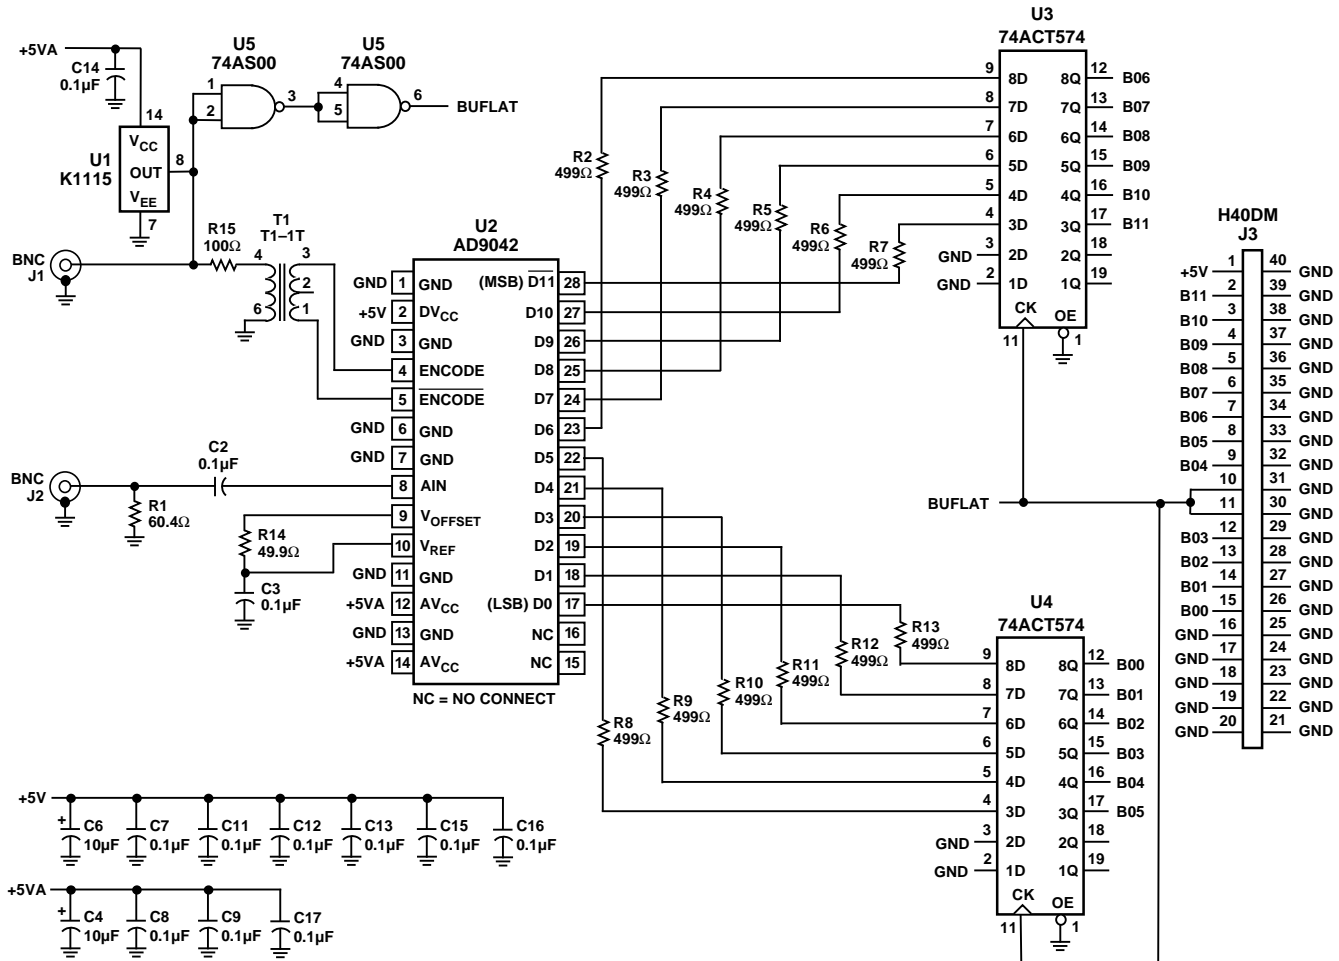 +5VA
C14
0.1µF
14
VCC
U1
K1115
OUT
8
VEE
7
U5
74AS00
1
2
3
U5
74AS00
4
5
6
BUFLAT
BNC
J1
R15
100Ω
T1
T1–1T
4
3
2
6
1
BNC
J2
R1
60.4Ω
C2
0.1µF
R14
49.9Ω
C3
0.1µF
U2
AD9042
GND 1 GND
+5V 2 DVCC
GND 3 GND
4 ENCODE
5 ENCODE
GND 6 GND
GND 7 GND
8 AIN
9 VOFFSET
10 VREF
GND 11 GND
+5VA 12 AVCC
GND 13 GND
+5VA 14 AVCC
(MSB) D11 28
D10 27
D9 26
D8 25
D7 24
D6 23
D5 22
D4 21
D3 20
D2 19
D1 18
(LSB) D0 17
NC 16
NC 15
NC = NO CONNECT
R2
499Ω
R3
499Ω
R4
499Ω
R5
499Ω
R6
499Ω
R7
499Ω
R8
499Ω
R9
499Ω
R10
499Ω
R11
499Ω
R12
499Ω
R13
499Ω
U3
74ACT574
9 8D 8Q 12 B06
8 7D 7Q 13 B07
7 6D 6Q 14 B08
6 5D 5Q 15 B09
5 4D 4Q 16 B10
4 3D 3Q 17 B11
GND 3 2D 2Q 18
GND 2 1D 1Q 19
CK OE
11 1
BUFLAT
U4
74ACT574
9 8D 8Q 12 B00
8 7D 7Q 13 B01
7 6D 6Q 14 B02
6 5D 5Q 15 B03
5 4D 4Q 16 B04
4 3D 3Q 17 B05
GND 3 2D 2Q 18
GND 2 1D 1Q 19
CK OE
11 1
H40DM
J3
+5V 1 40 GND
B11 2 39 GND
B10 3 38 GND
B09 4 37 GND
B08 5 36 GND
B07 6 35 GND
B06 7 34 GND
B05 8 33 GND
B04 9 32 GND
10 31 GND
11 30 GND
B03 12 29 GND
B02 13 28 GND
B01 14 27 GND
B00 15 26 GND
GND 16 25 GND
GND 17 24 GND
GND 18 23 GND
GND 19 22 GND
GND 20 21 GND
+5V
+ C6
10µF
C7
0.1µF
C11
0.1µF
C12
0.1µF
C13
0.1µF
C15
0.1µF
C16
0.1µF
+5VA
+ C4
10µF
C8
0.1µF
C9
0.1µF
C17
0.1µF